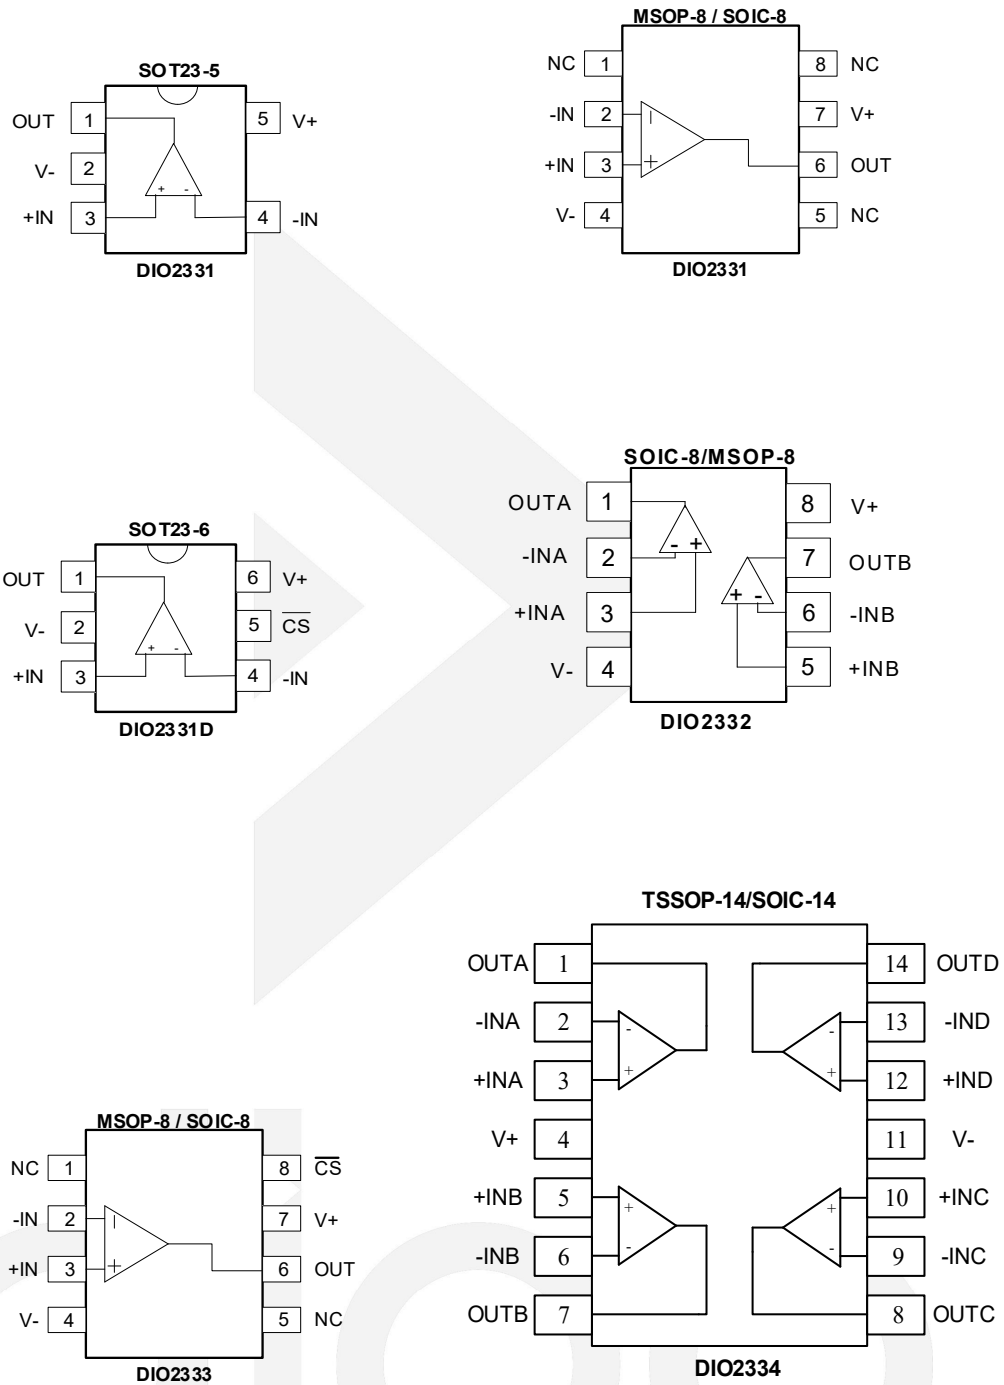 SOT23-5
OUT 1 5 V+
V- 2
+IN 3 + - 4 -IN
DIO2331
MSOP-8 / SOIC-8
NC 1 8 NC
-IN 2 - 7 V+
+IN 3 + 6 OUT
V- 4 5 NC
DIO2331
SOT23-6
OUT 1 6 V+
V- 2 5 C̅S̅
+IN 3 + - 4 -IN
DIO2331D
SOIC-8/MSOP-8
OUTA 1 8 V+
-INA 2 - + 7 OUTB
+INA 3 + - 6 -INB
V- 4 5 +INB
DIO2332
MSOP-8 / SOIC-8
NC 1 8 C̅S̅
-IN 2 - 7 V+
+IN 3 + 6 OUT
V- 4 5 NC
DIO2333
TSSOP-14/SOIC-14
OUTA 1 14 OUTD
-INA 2 - - 13 -IND
+INA 3 + + 12 +IND
V+ 4 11 V-
+INB 5 + + 10 +INC
-INB 6 - - 9 -INC
OUTB 7 8 OUTC
DIO2334